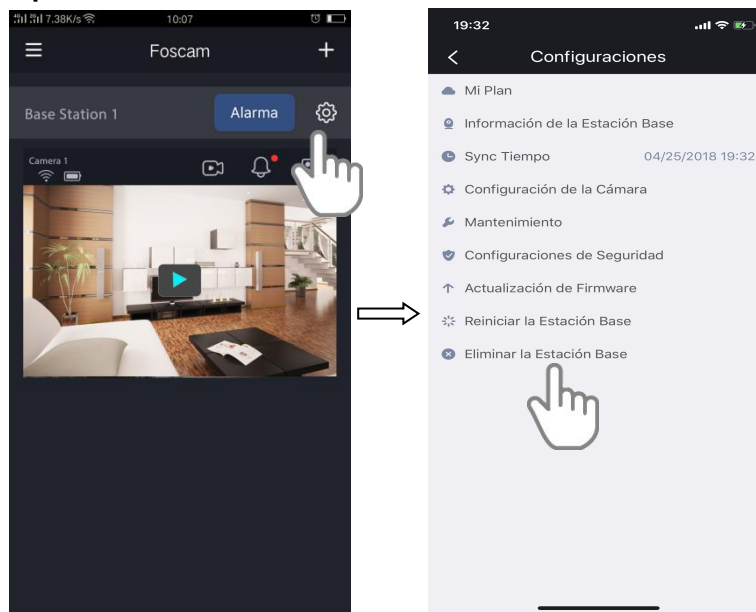 7.38K/s
10:07
Foscam
Base Station 1
Alarma
Camera 1
19:32
Configuraciones
Mi Plan
Información de la Estación Base
Sync Tiempo 04/25/2018 19:32
Configuración de la Cámara
Mantenimiento
Configuraciones de Seguridad
Actualización de Firmware
Reiniciar la Estación Base
Eliminar la Estación Base